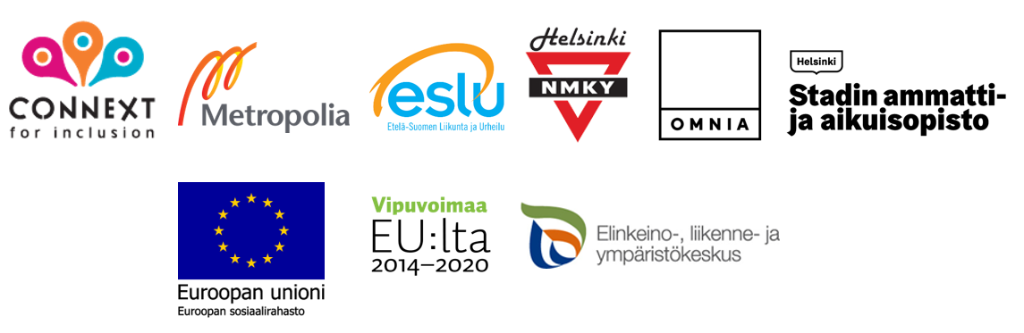 CONNEXT
for inclusion
Metropolia
eslu
Etelä-Suomen Liikunta ja Urheilu
Helsinki
NMKY
OMNIA
Helsinki
Stadin ammatti-
ja aikuisopisto
Euroopan unioni
Euroopan sosiaalirahasto
Vipuvoimaa
EU:lta
2014–2020
Elinkeino-, liikenne- ja
ympäristökeskus